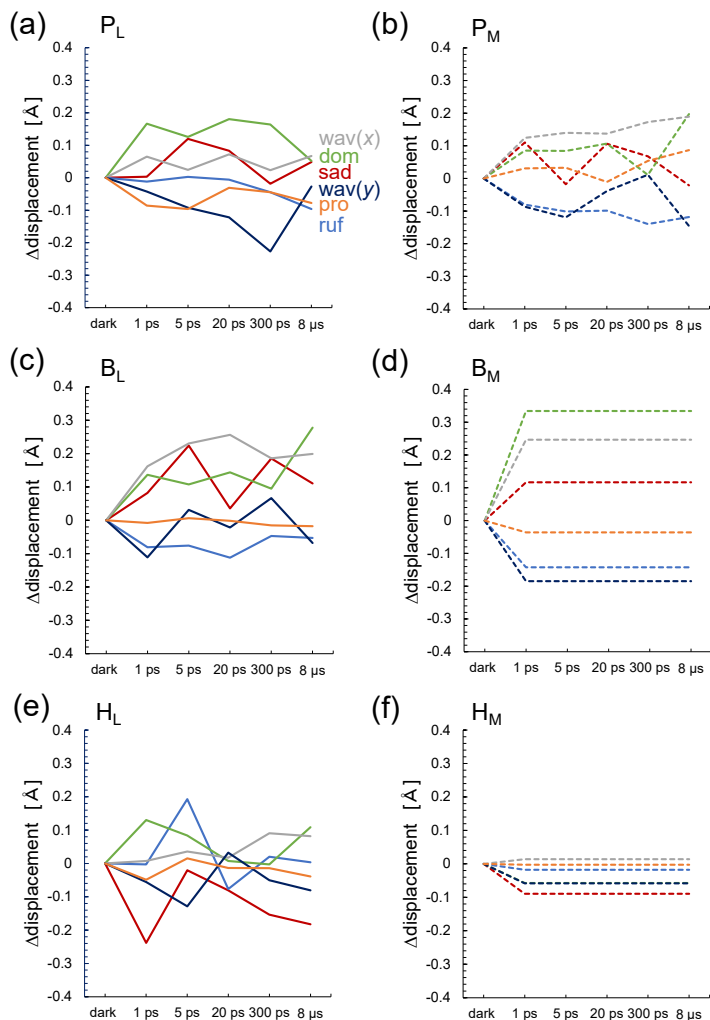 (a)
P_L
Δdisplacement [Å]
0.4
0.3
0.2
0.1
0
-0.1
-0.2
-0.3
-0.4
dark 1 ps 5 ps 20 ps 300 ps 8 µs
wav(x)
dom
sad
wav(y)
pro
ruf
(b)
P_M
Δdisplacement [Å]
0.4
0.3
0.2
0.1
0
-0.1
-0.2
-0.3
-0.4
dark 1 ps 5 ps 20 ps 300 ps 8 µs
(c)
B_L
Δdisplacement [Å]
0.4
0.3
0.2
0.1
0
-0.1
-0.2
-0.3
-0.4
dark 1 ps 5 ps 20 ps 300 ps 8 µs
(d)
B_M
Δdisplacement [Å]
0.4
0.3
0.2
0.1
0
-0.1
-0.2
-0.3
-0.4
dark 1 ps 5 ps 20 ps 300 ps 8 µs
(e)
H_L
Δdisplacement [Å]
0.4
0.3
0.2
0.1
0
-0.1
-0.2
-0.3
-0.4
dark 1 ps 5 ps 20 ps 300 ps 8 µs
(f)
H_M
Δdisplacement [Å]
0.4
0.3
0.2
0.1
0
-0.1
-0.2
-0.3
-0.4
dark 1 ps 5 ps 20 ps 300 ps 8 µs